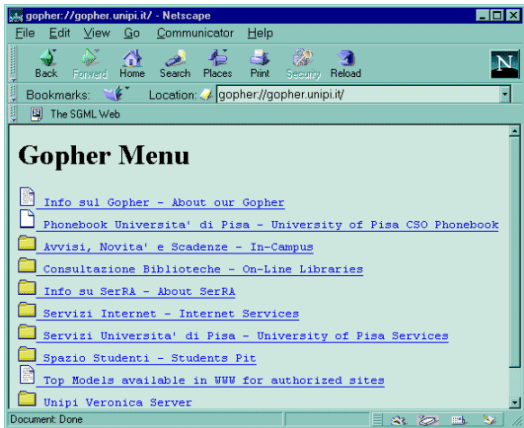 gopher://gopher.unipi.it/ - Netscape
File Edit View Go Communicator Help
Back Forward Home Search Places Print Security Reload
N
Bookmarks: Location: gopher://gopher.unipi.it/
The SGML Web
Gopher Menu
Info sul Gopher - About our Gopher
Phonebook Universita' di Pisa - University of Pisa CSO Phonebook
Avvisi, Novita' e Scadenze - In-Campus
Consultazione Biblioteche - On-Line Libraries
Info su SerRA - About SerRA
Servizi Internet - Internet Services
Servizi Universita' di Pisa - University of Pisa Services
Spazio Studenti - Students Pit
Top Models available in WWW for authorized sites
Unipi Veronica Server
Document: Done